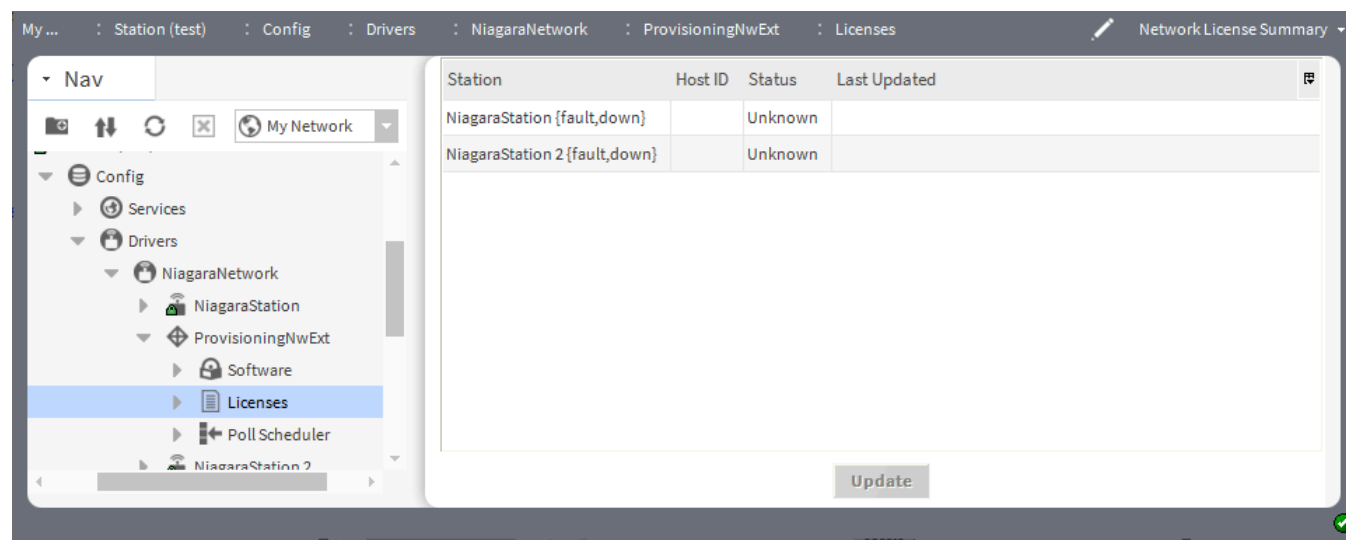 My ... : Station (test) : Config : Drivers : NiagaraNetwork : ProvisioningNwExt : Licenses Network License Summary
Nav
My Network
Config
Services
Drivers
NiagaraNetwork
NiagaraStation
ProvisioningNwExt
Software
Licenses
Poll Scheduler
NiagaraStation 2
Station Host ID Status Last Updated
NiagaraStation {fault,down} Unknown
NiagaraStation 2 {fault,down} Unknown
Update